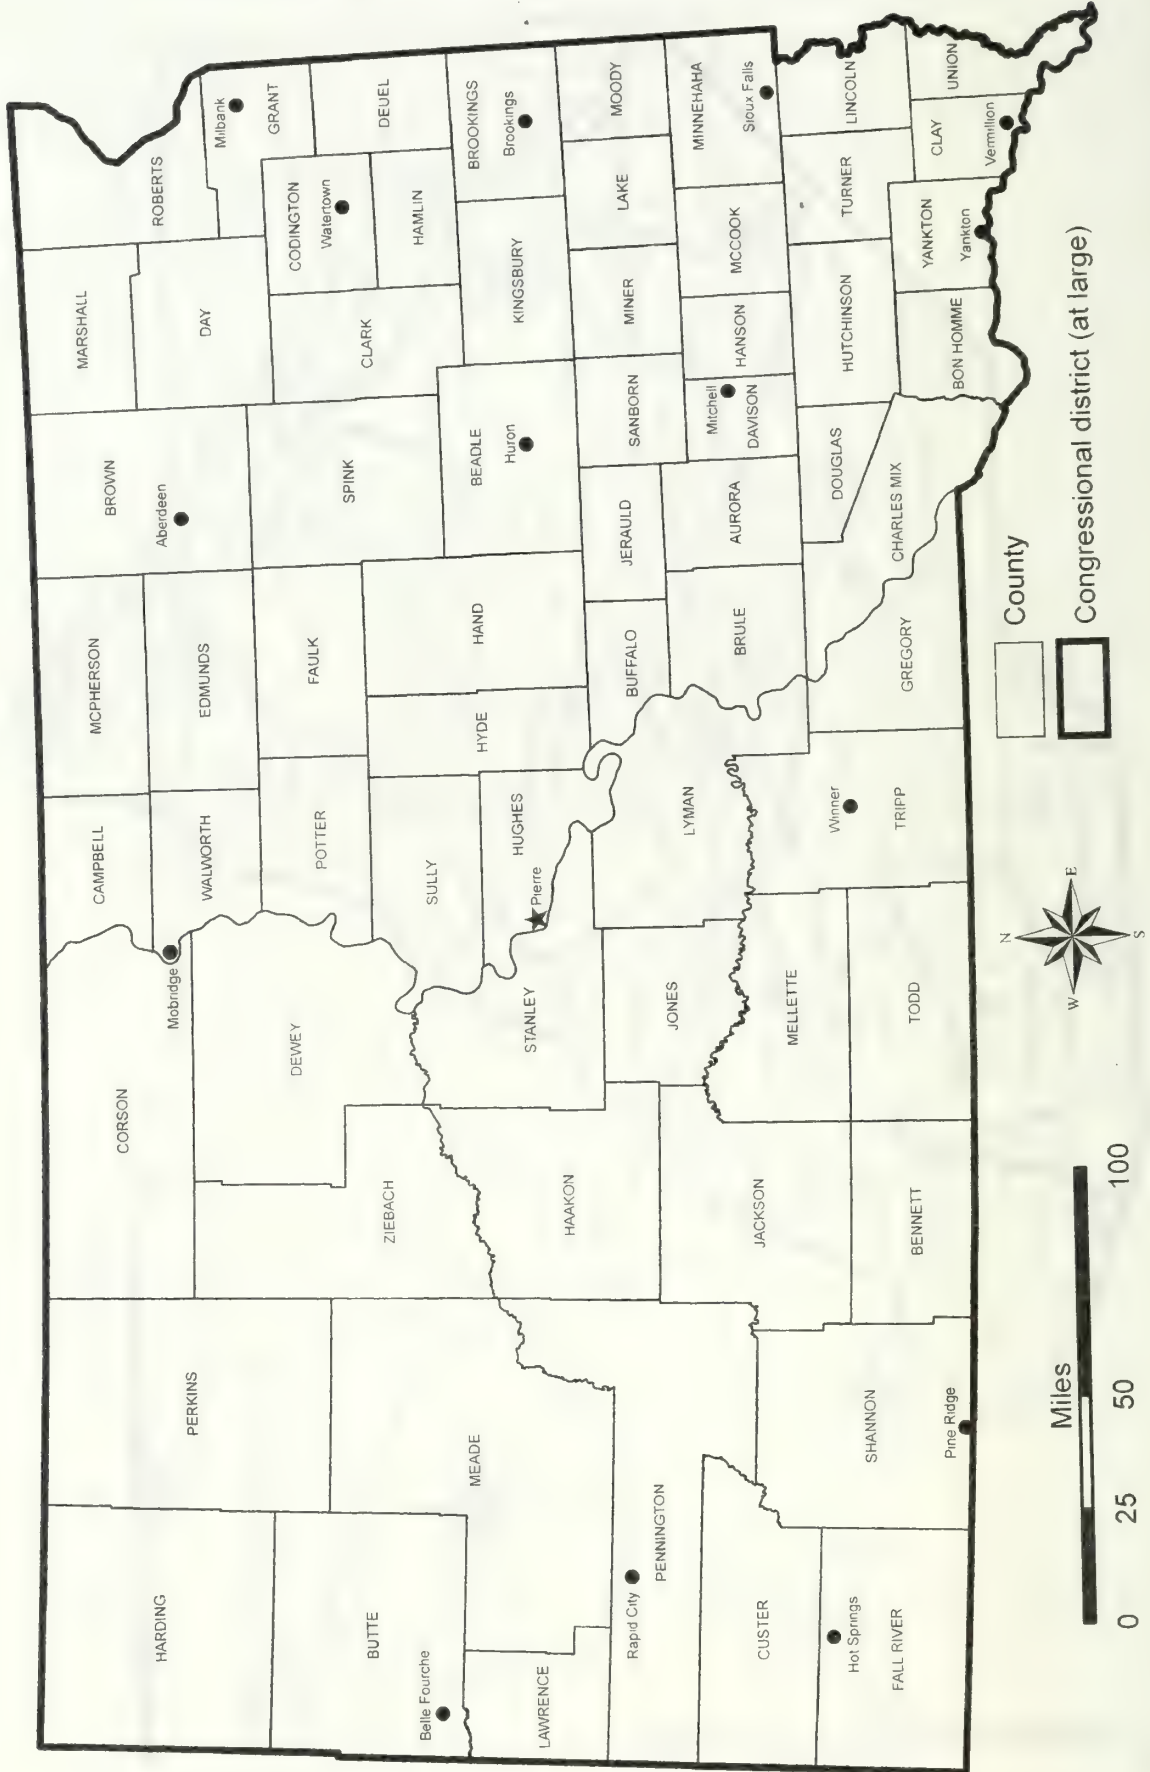 HARDING
PERKINS
CORSON
CAMPBELL
MCPHERSON
BROWN
MARSHALL
ROBERTS
Mobridge
WALWORTH
EDMUNDS
Aberdeen
DAY
Milbank
GRANT
BUTTE
DEWEY
POTTER
FAULK
SPINK
CLARK
CODINGTON
Watertown
DEUEL
Belle Fourche
MEADE
ZIEBACH
SULLY
HYDE
HAND
BEADLE
Huron
HAMLIN
KINGSBURY
BROOKINGS
Brookings
LAWRENCE
HAAKON
STANLEY
Pierre
HUGHES
BUFFALO
JERAULD
SANBORN
MINER
LAKE
MOODY
Rapid City
PENNINGTON
JACKSON
JONES
LYMAN
BRULE
AURORA
Mitchell
DAVISON
HANSON
MCCOOK
MINNEHAHA
Sioux Falls
CUSTER
MELLETTE
Winner
TRIPP
DOUGLAS
HUTCHINSON
TURNER
LINCOLN
Hot Springs
FALL RIVER
SHANNON
Pine Ridge
BENNETT
TODD
GREGORY
CHARLES MIX
BON HOMME
YANKTON
Yankton
CLAY
Vermillion
UNION
Miles
0 25 50 100
N
W E
S
County
Congressional district (at large)